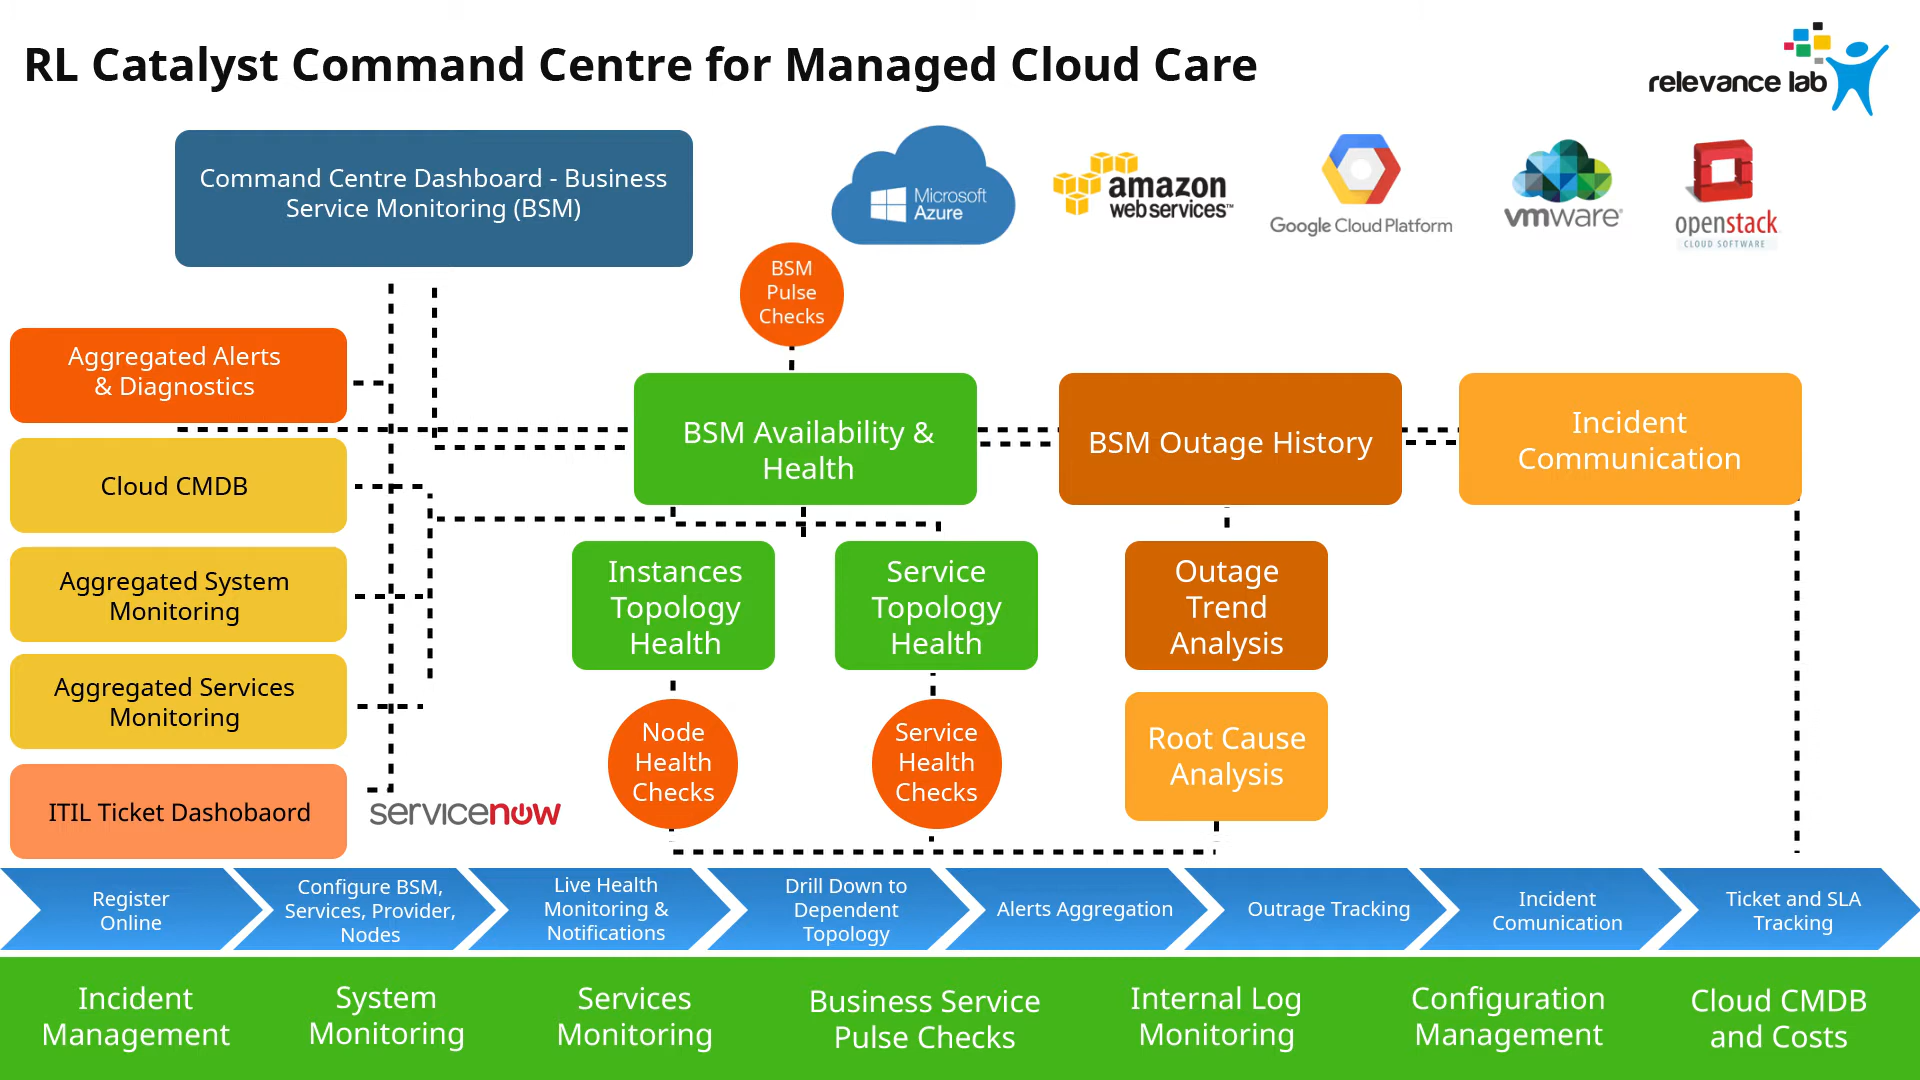 RL Catalyst Command Centre for Managed Cloud Care
relevance lab
Command Centre Dashboard - Business
Service Monitoring (BSM)
Microsoft
Azure
amazon
web services™
Google Cloud Platform
vmware®
openstack
CLOUD SOFTWARE
BSM
Pulse
Checks
Aggregated Alerts
& Diagnostics
Cloud CMDB
Aggregated System
Monitoring
Aggregated Services
Monitoring
ITIL Ticket Dashobaord
servicenow
BSM Availability &
Health
BSM Outage History
Incident
Communication
Instances
Topology
Health
Service
Topology
Health
Outage
Trend
Analysis
Node
Health
Checks
Service
Health
Checks
Root Cause
Analysis
Register
Online
Configure BSM,
Services, Provider,
Nodes
Live Health
Monitoring &
Notifications
Drill Down to
Dependent
Topology
Alerts Aggregation
Outrage Tracking
Incident
Comunication
Ticket and SLA
Tracking
Incident
Management
System
Monitoring
Services
Monitoring
Business Service
Pulse Checks
Internal Log
Monitoring
Configuration
Management
Cloud CMDB
and Costs